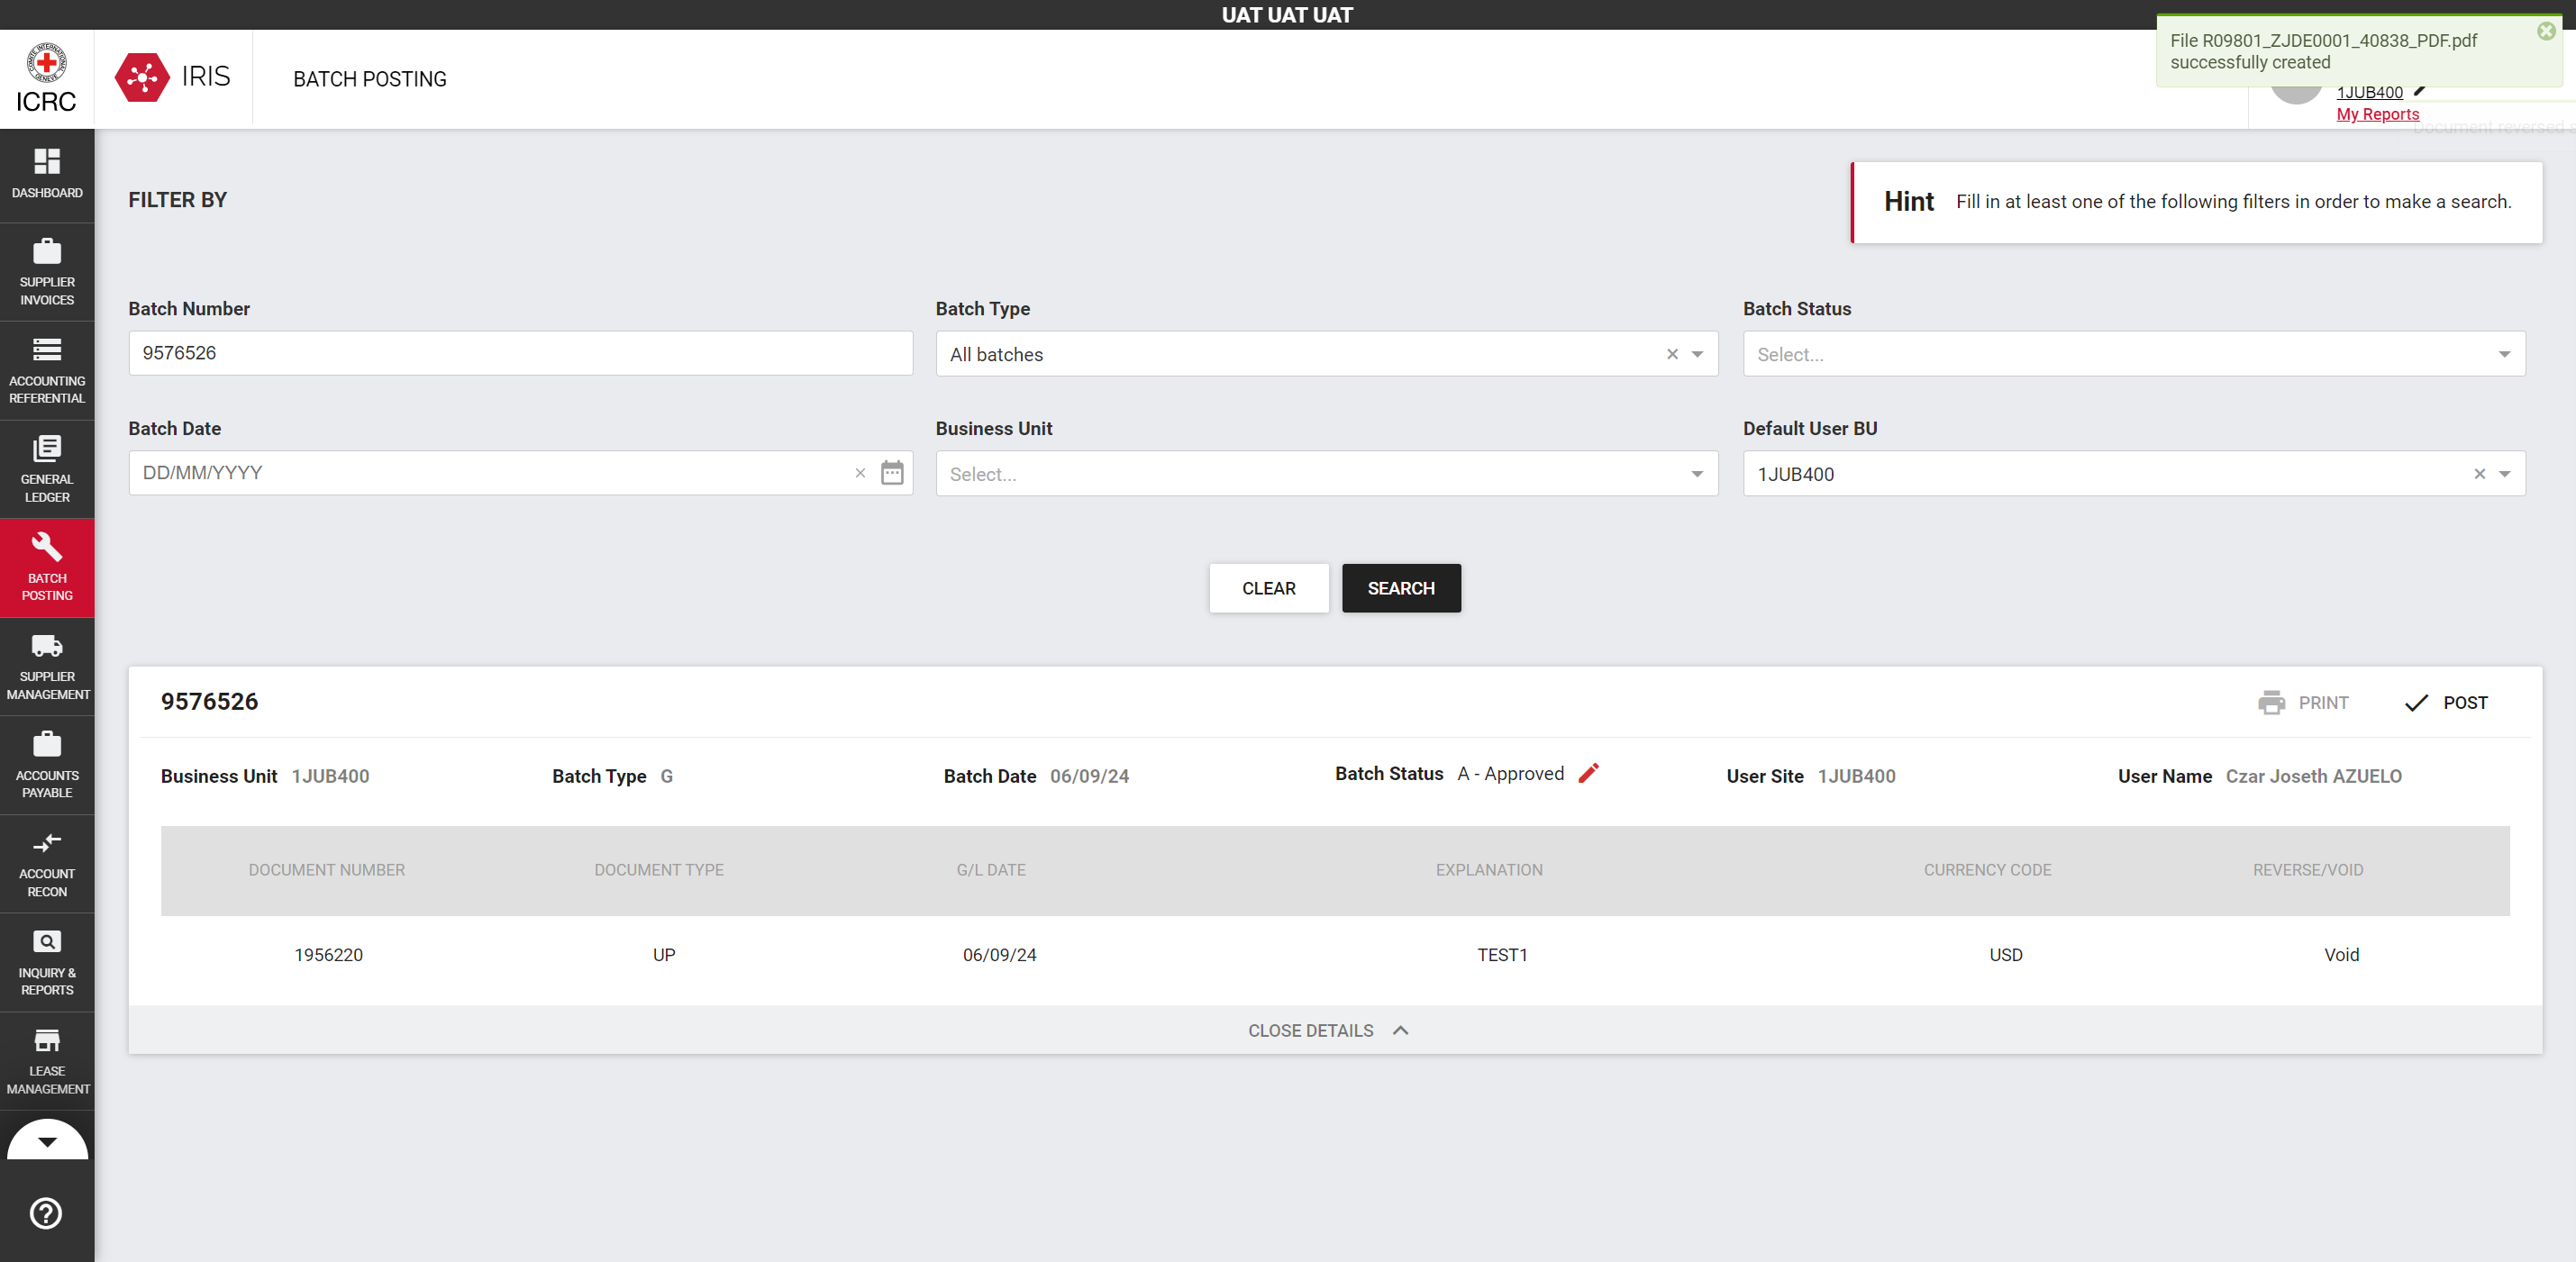 UAT UAT UAT
ICRC
IRIS
BATCH POSTING
File R09801_ZJDE0001_40838_PDF.pdf
successfully created
1JUB400
My Reports
Document reversed s
DASHBOARD
SUPPLIER
INVOICES
ACCOUNTING
REFERENTIAL
GENERAL
LEDGER
BATCH
POSTING
SUPPLIER
MANAGEMENT
ACCOUNTS
PAYABLE
ACCOUNT
RECON
INQUIRY &
REPORTS
LEASE
MANAGEMENT
FILTER BY
Hint Fill in at least one of the following filters in order to make a search.
Batch Number Batch Type Batch Status
9576526 All batches Select...
Batch Date Business Unit Default User BU
DD/MM/YYYY Select... 1JUB400
CLEAR SEARCH
9576526 PRINT POST
Business Unit 1JUB400 Batch Type G Batch Date 06/09/24 Batch Status A - Approved User Site 1JUB400 User Name Czar Joseth AZUELO
DOCUMENT NUMBER DOCUMENT TYPE G/L DATE EXPLANATION CURRENCY CODE REVERSE/VOID
1956220 UP 06/09/24 TEST1 USD Void
CLOSE DETAILS